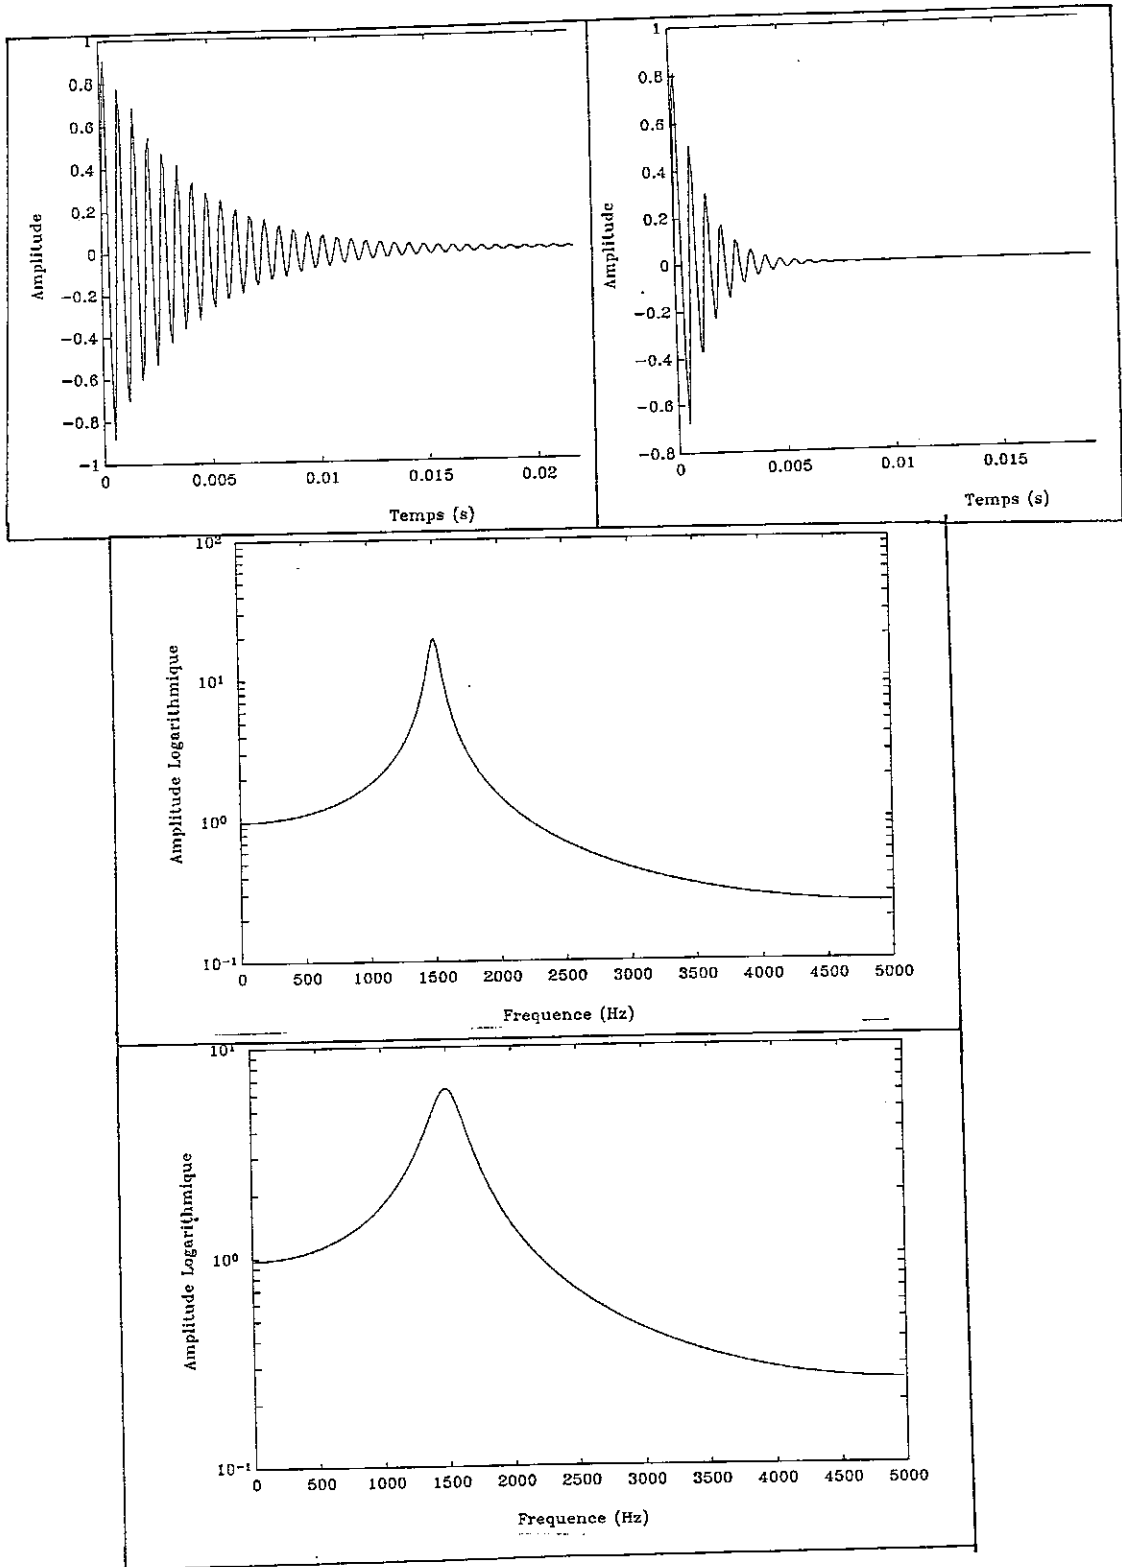 1
0.8
0.6
0.4
0.2
0
−0.2
−0.4
−0.6
−0.8
−1
Amplitude
0 0.005 0.01 0.015 0.02
Temps (s)
1
0.8
0.6
0.4
0.2
0
−0.2
−0.4
−0.6
−0.8
Amplitude
0 0.005 0.01 0.015
Temps (s)
10²
10¹
10⁰
10⁻¹
Amplitude Logarithmique
0 500 1000 1500 2000 2500 3000 3500 4000 4500 5000
Frequence (Hz)
10¹
10⁰
10⁻¹
Amplitude Logarithmique
0 500 1000 1500 2000 2500 3000 3500 4000 4500 5000
Frequence (Hz)